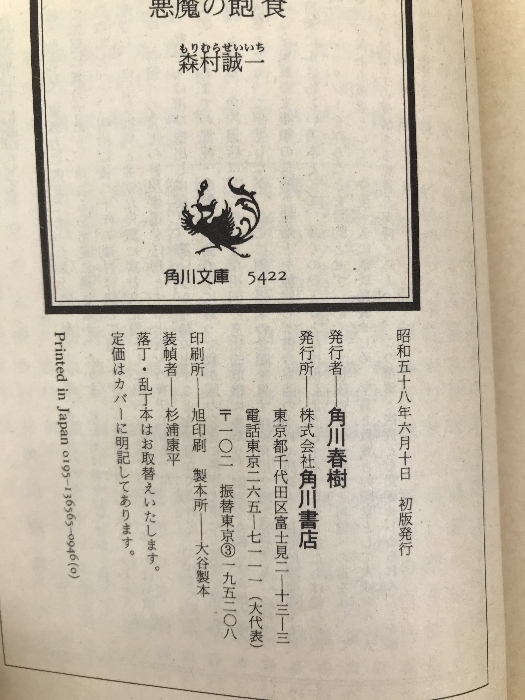 悪魔の飽食
もりむらせいいち
森村誠一
角川文庫 5422
昭和五十八年六月十日 初版発行
発行者──角川春樹
発行所──株式会社角川書店
東京都千代田区富士見二─十三─三
電話東京二六五─七一一一(大代表)
〒一〇二 振替東京③一九五二〇八
印刷所──旭印刷 製本所──大谷製本
装幀者──杉浦康平
落丁・乱丁本はお取替えいたします。
定価はカバーに明記してあります。
Printed in Japan 0195-136565-0946(0)